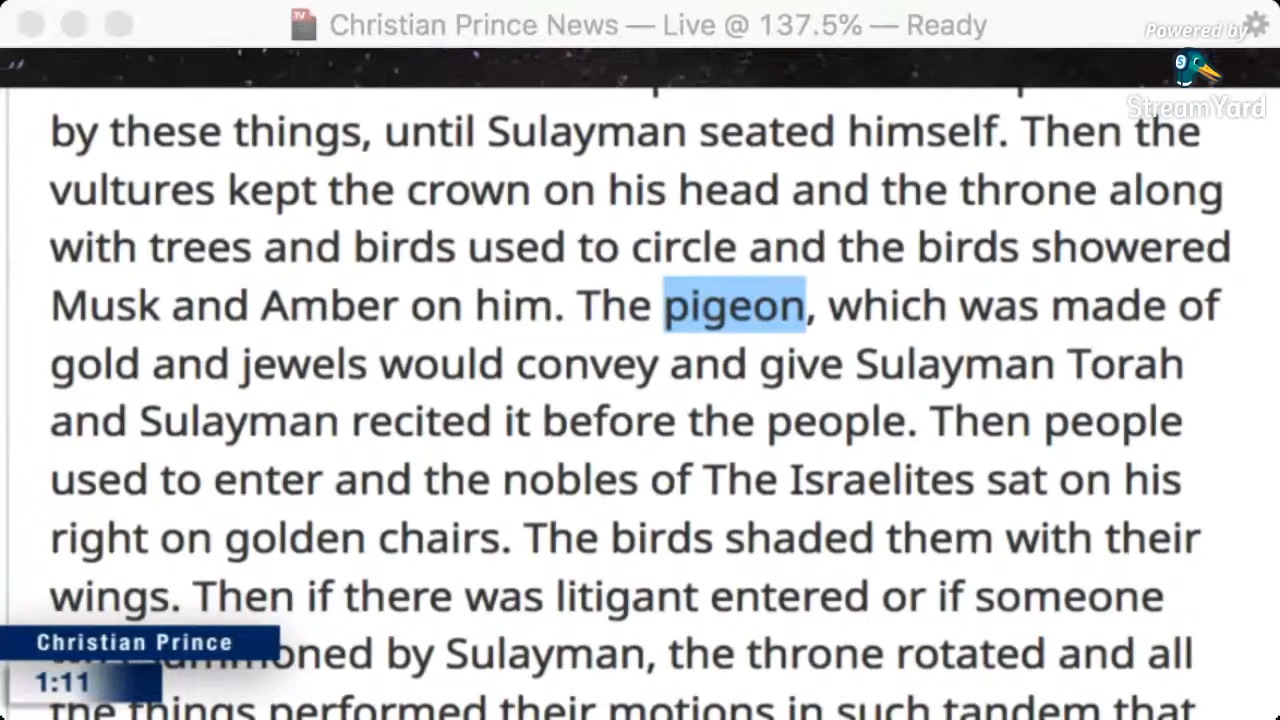 Christian Prince News — Live @ 137.5% — Ready
Powered by
StreamYard
by these things, until Sulayman seated himself. Then the
vultures kept the crown on his head and the throne along
with trees and birds used to circle and the birds showered
Musk and Amber on him. The pigeon, which was made of
gold and jewels would convey and give Sulayman Torah
and Sulayman recited it before the people. Then people
used to enter and the nobles of The Israelites sat on his
right on golden chairs. The birds shaded them with their
wings. Then if there was litigant entered or if someone
by Sulayman, the throne rotated and all
the things performed their motions in such tandem that
Christian Prince
1:11